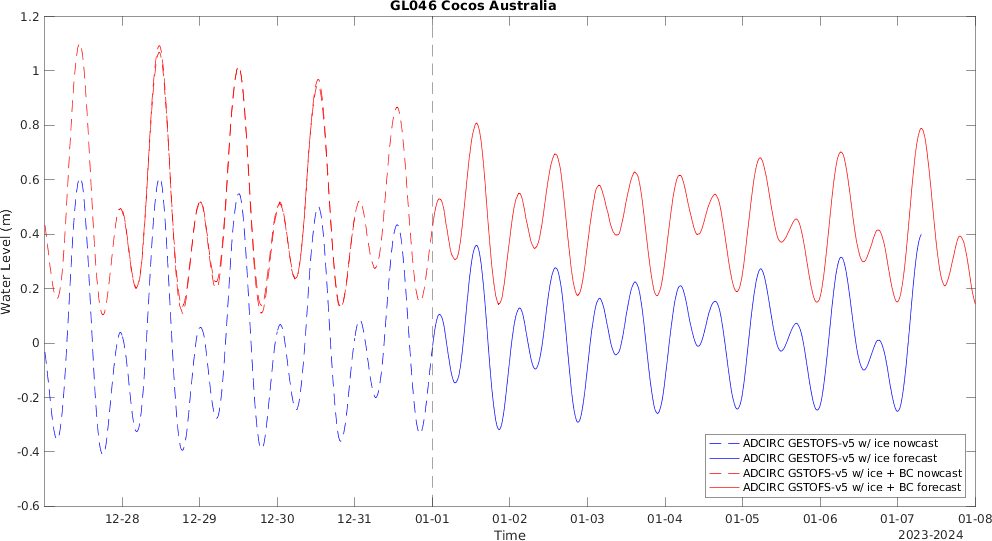 GL046 Cocos Australia
Water Level (m)
1.2
1
0.8
0.6
0.4
0.2
0
-0.2
-0.4
-0.6
12-28 12-29 12-30 12-31 01-01 01-02 01-03 01-04 01-05 01-06 01-07 01-08
Time
2023-2024
ADCIRC GESTOFS-v5 w/ ice nowcast
ADCIRC GESTOFS-v5 w/ ice forecast
ADCIRC GSTOFS-v5 w/ ice + BC nowcast
ADCIRC GSTOFS-v5 w/ ice + BC forecast